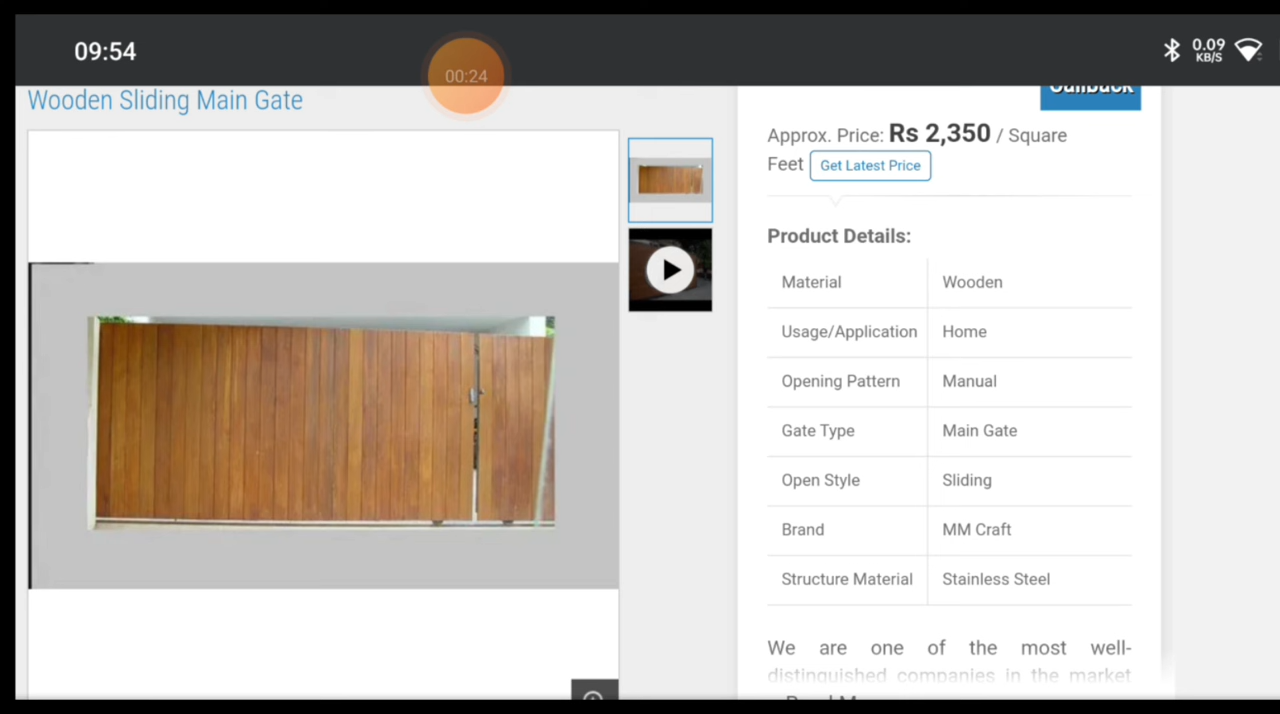 09:54
00:24
0.09
KB/S
Wooden Sliding Main Gate
Callback
Approx. Price: Rs 2,350 / Square
Feet Get Latest Price
Product Details:
Material Wooden
Usage/Application Home
Opening Pattern Manual
Gate Type Main Gate
Open Style Sliding
Brand MM Craft
Structure Material Stainless Steel
We are one of the most well-
distinguished companies in the market